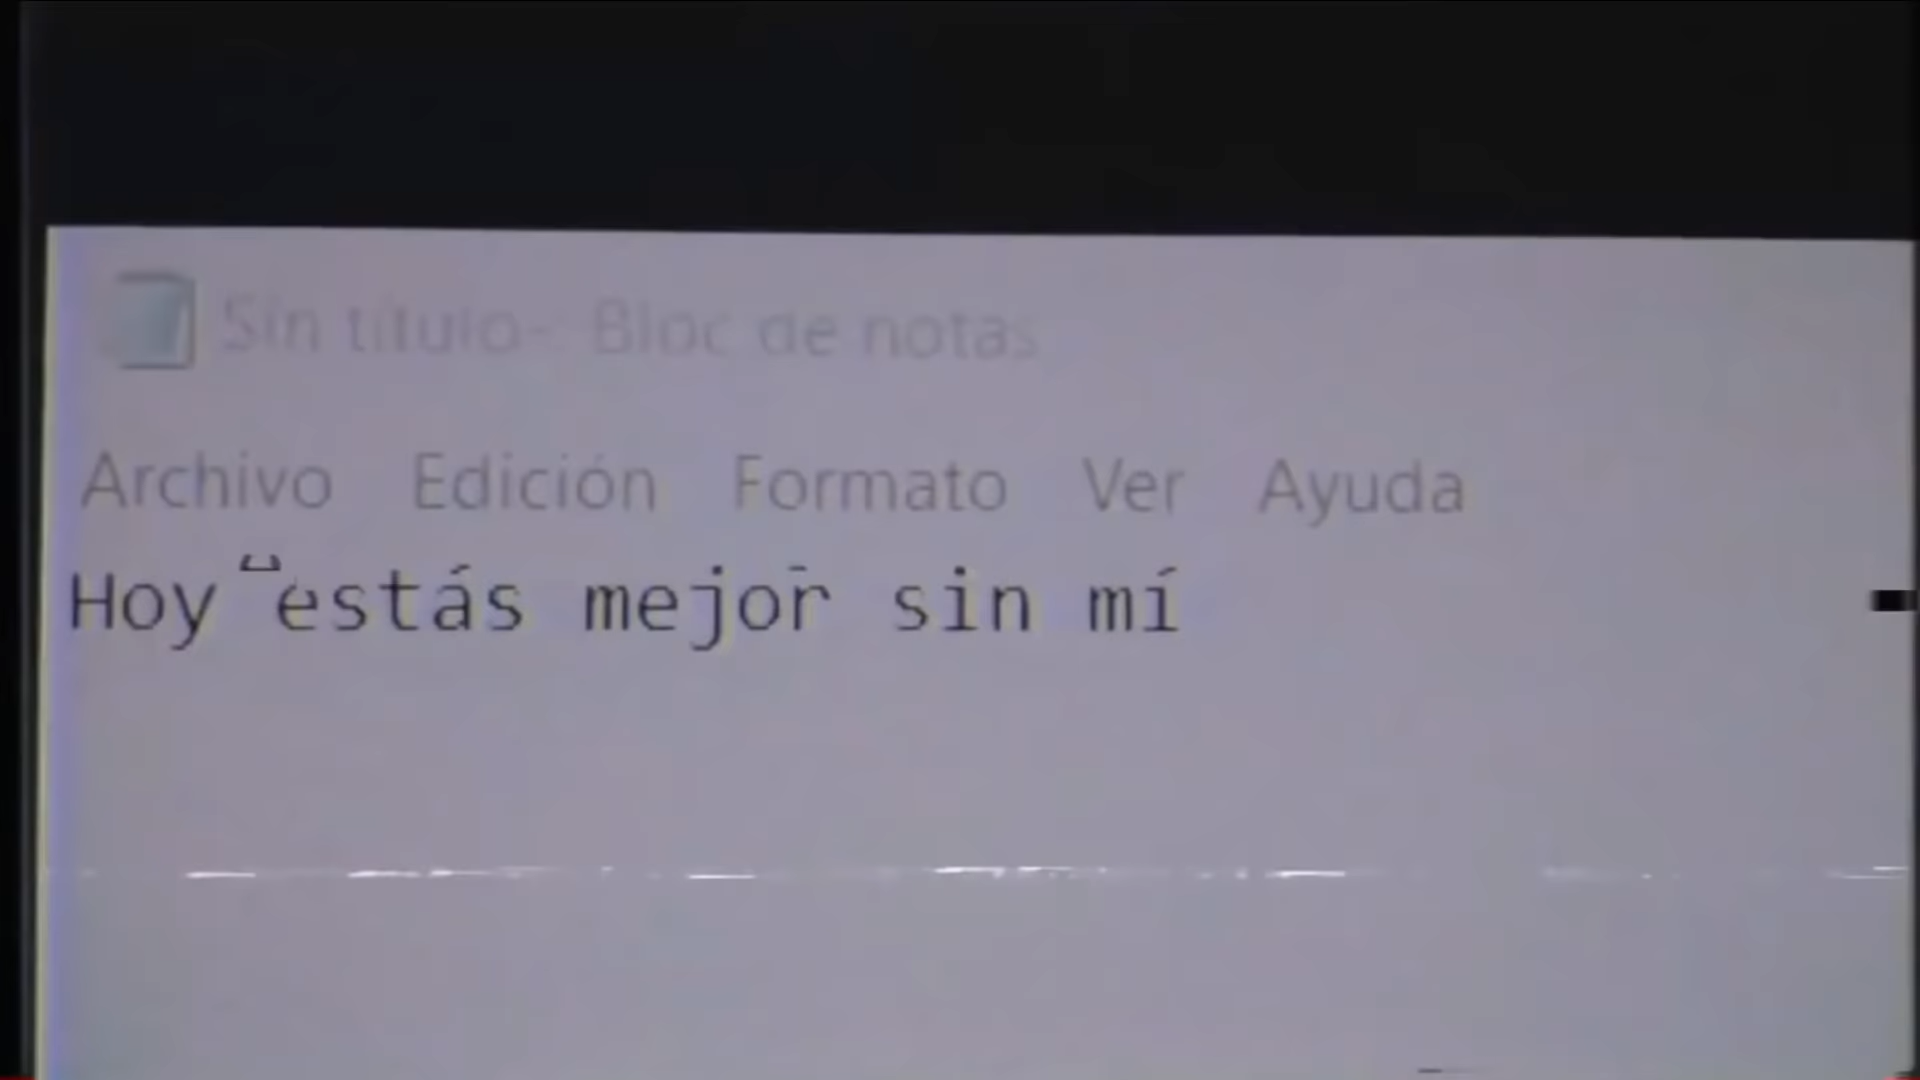 Sin título - Bloc de notas
Archivo Edición Formato Ver Ayuda
Hoy estás mejor sin mí